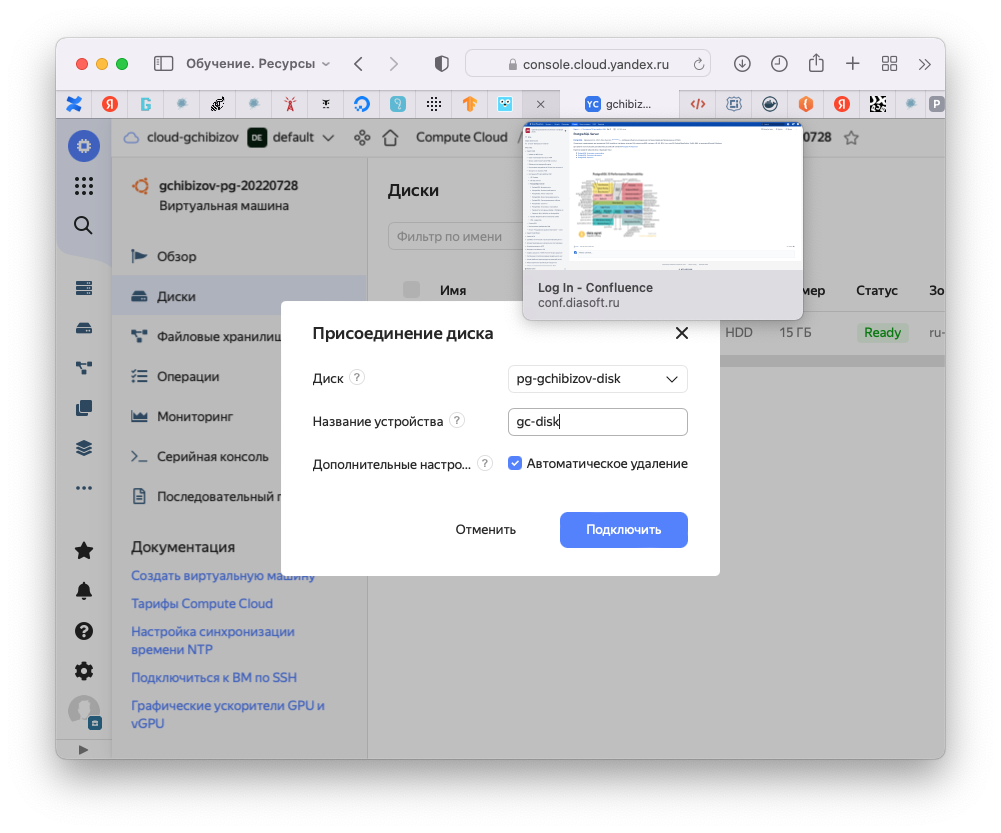 Обучение. Ресурсы
console.cloud.yandex.ru
gchibiz...
cloud-gchibizov DE default Compute Cloud 0728
gchibizov-pg-20220728
Виртуальная машина
Обзор
Диски
Файловые хранилищ
Операции
Мониторинг
Серийная консоль
Последовательный п
Документация
Создать виртуальную машину
Тарифы Compute Cloud
Настройка синхронизации
времени NTP
Подключиться к ВМ по SSH
Графические ускорители GPU и
vGPU
Диски
Фильтр по имени
Имя мер Статус Зо
HDD 15 ГБ Ready ru-
Log In - Confluence
conf.diasoft.ru
Присоединение диска
Диск ? pg-gchibizov-disk
Название устройства ? gc-disk
Дополнительные настро... ? Автоматическое удаление
Отменить Подключить